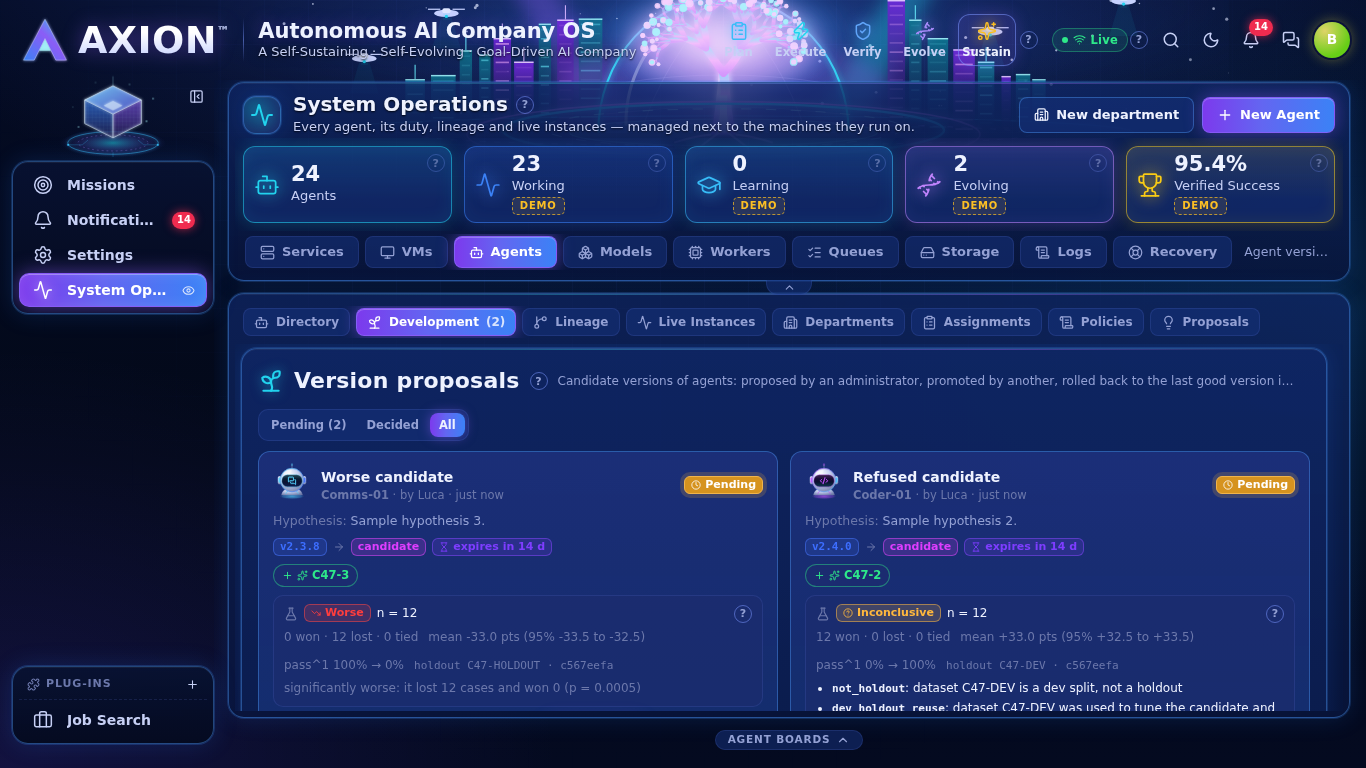 AXION™
Autonomous AI Company OS
A Self-Sustaining · Self-Evolving · Goal-Driven AI Company
Execute
Verify
Evolve
Sustain
?
Live
?
14
B
Missions
Notificati...
14
Settings
System Op...
PLUG-INS
+
Job Search
System Operations
?
Every agent, its duty, lineage and live instances — managed next to the machines they run on.
New department
+ New Agent
24
Agents
?
23
Working
DEMO
?
0
Learning
DEMO
?
2
Evolving
DEMO
?
95.4%
Verified Success
DEMO
?
Services
VMs
Agents
Models
Workers
Queues
Storage
Logs
Recovery
Agent versi...
Directory
Development (2)
Lineage
Live Instances
Departments
Assignments
Policies
Proposals
Version proposals
?
Candidate versions of agents: proposed by an administrator, promoted by another, rolled back to the last good version i...
Pending (2)
Decided
All
Worse candidate
Comms-01 · by Luca · just now
Pending
Hypothesis: Sample hypothesis 3.
v2.3.8 → candidate expires in 14 d
+ C47-3
Worse n = 12
?
0 won · 12 lost · 0 tied mean -33.0 pts (95% -33.5 to -32.5)
pass^1 100% → 0% holdout C47-HOLDOUT · c567eefa
significantly worse: it lost 12 cases and won 0 (p = 0.0005)
Refused candidate
Coder-01 · by Luca · just now
Pending
Hypothesis: Sample hypothesis 2.
v2.4.0 → candidate expires in 14 d
+ C47-2
Inconclusive n = 12
?
12 won · 0 lost · 0 tied mean +33.0 pts (95% +32.5 to +33.5)
pass^1 0% → 100% holdout C47-DEV · c567eefa
• not_holdout: dataset C47-DEV is a dev split, not a holdout
• dev_holdout_reuse: dataset C47-DEV was used to tune the candidate and
AGENT BOARDS